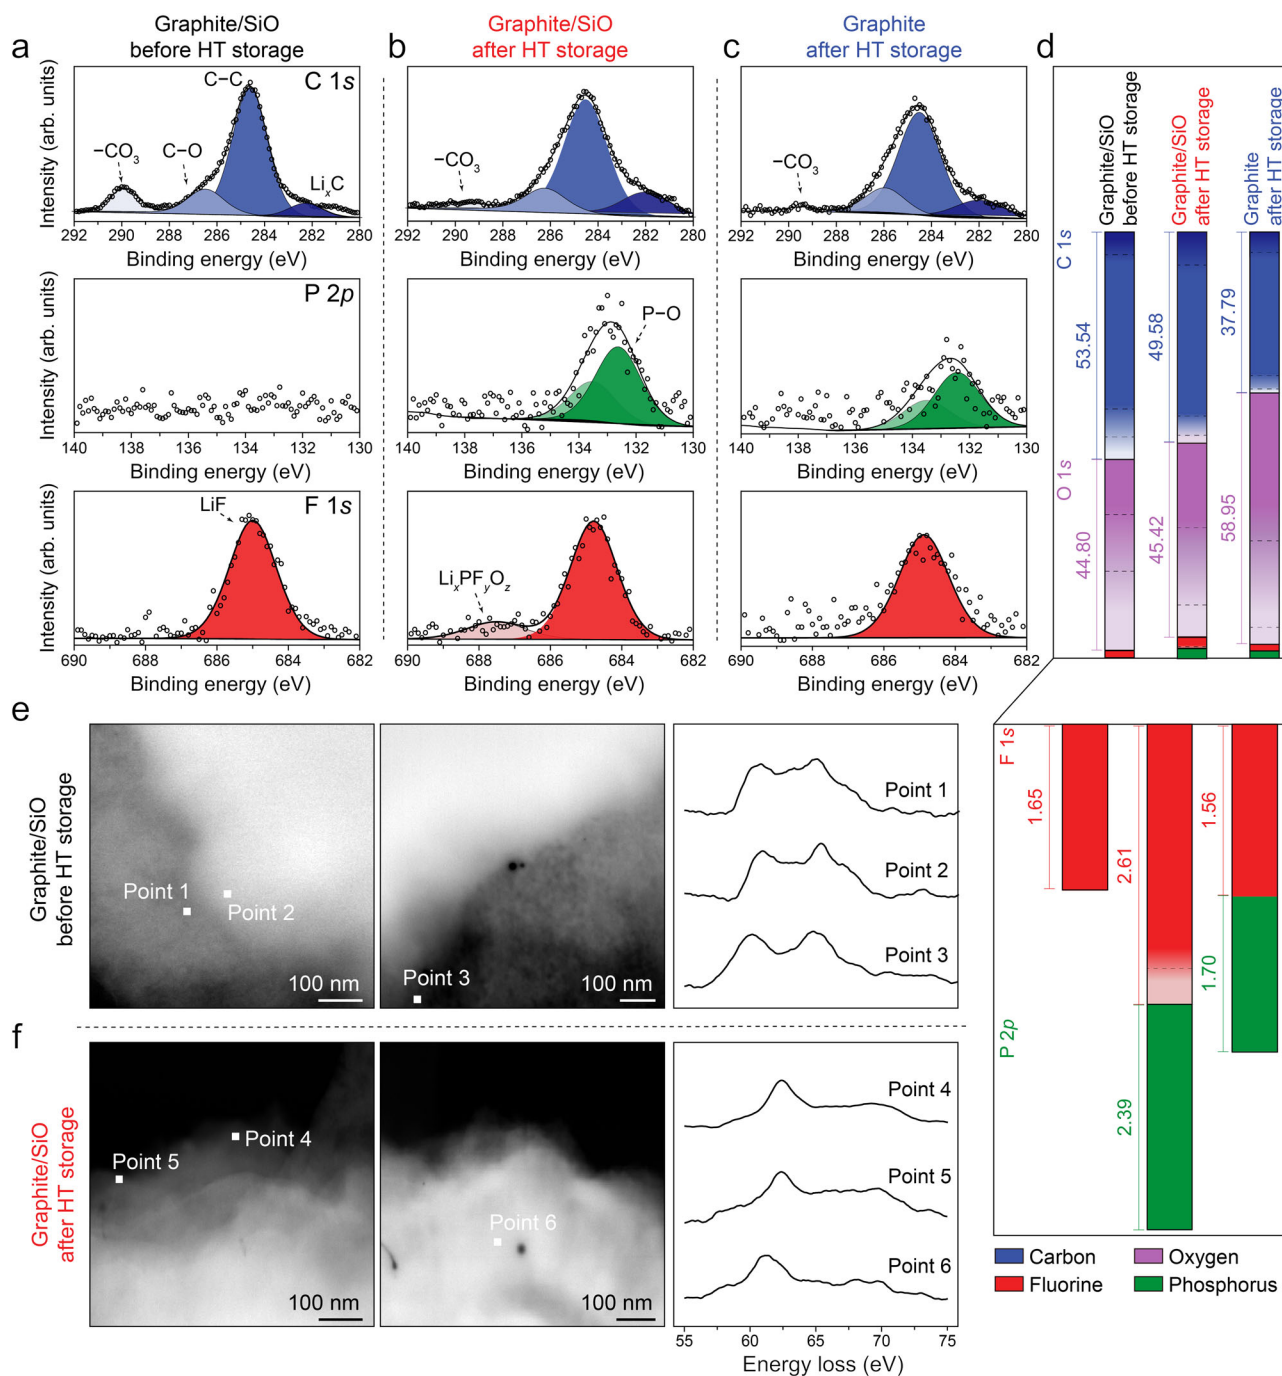 a
Graphite/SiO
before HT storage
C 1s
C−C
−CO3
C−O
LixC
Intensity (arb. units)
292 290 288 286 284 282 280
Binding energy (eV)
P 2p
Intensity (arb. units)
140 138 136 134 132 130
Binding energy (eV)
F 1s
LiF
Intensity (arb. units)
690 688 686 684 682
Binding energy (eV)
b
Graphite/SiO
after HT storage
−CO3
292 290 288 286 284 282 280
Binding energy (eV)
P−O
140 138 136 134 132 130
Binding energy (eV)
LixPFyOz
690 688 686 684 682
Binding energy (eV)
c
Graphite
after HT storage
−CO3
292 290 288 286 284 282 280
Binding energy (eV)
140 138 136 134 132 130
Binding energy (eV)
690 688 686 684 682
Binding energy (eV)
d
Graphite/SiO
before HT storage
Graphite/SiO
after HT storage
Graphite
after HT storage
C 1s
53.54
49.58
37.79
O 1s
44.80
45.42
58.95
F 1s
1.65
2.61
1.56
P 2p
2.39
1.70
Carbon
Oxygen
Fluorine
Phosphorus
e
Graphite/SiO
before HT storage
Point 1
Point 2
100 nm
Point 3
100 nm
Point 1
Point 2
Point 3
f
Graphite/SiO
after HT storage
Point 4
Point 5
100 nm
Point 6
100 nm
Point 4
Point 5
Point 6
55 60 65 70 75
Energy loss (eV)